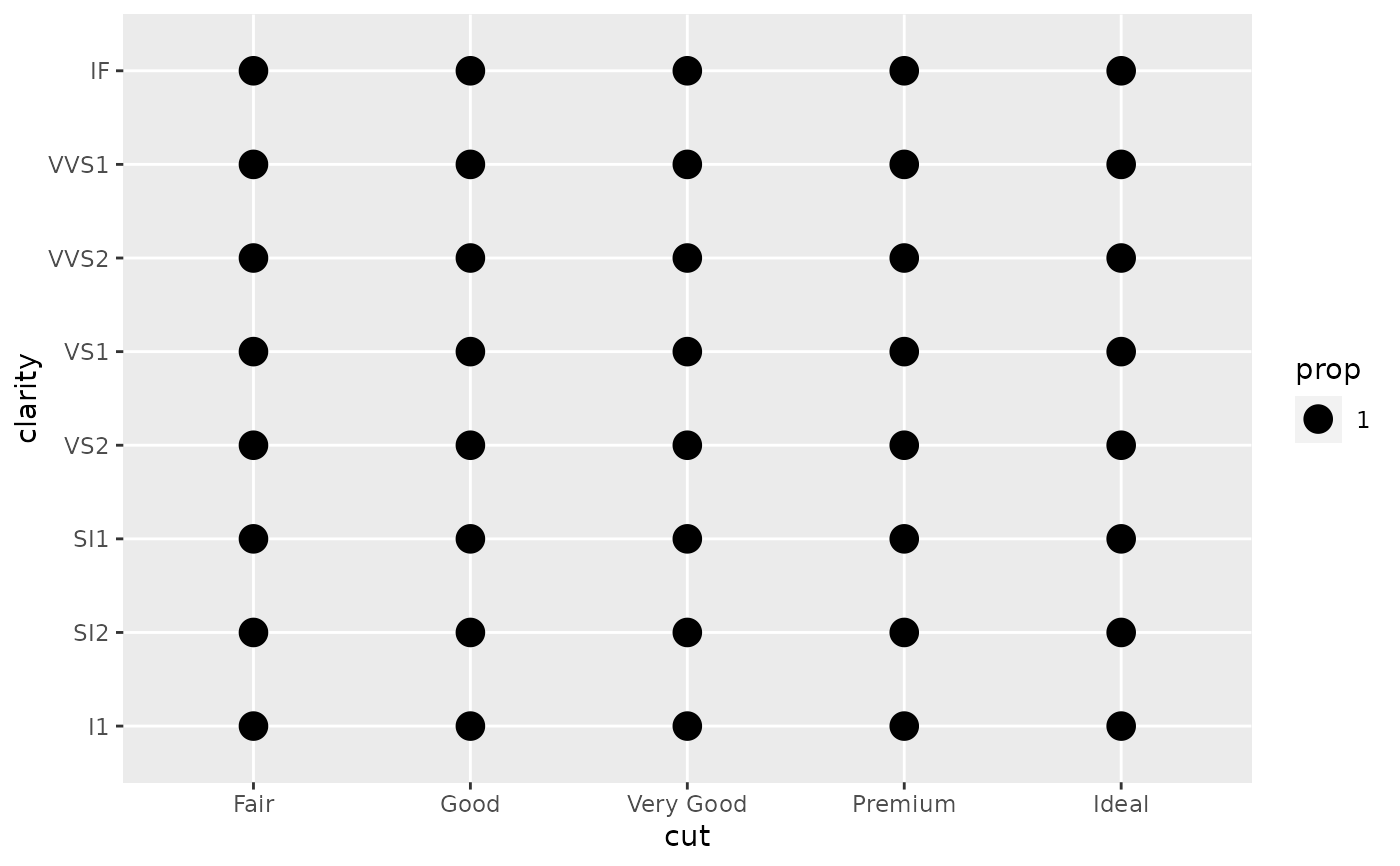 IF
VVS1
VVS2
VS1
VS2
SI1
SI2
I1
clarity
Fair Good Very Good Premium Ideal
cut
prop
1